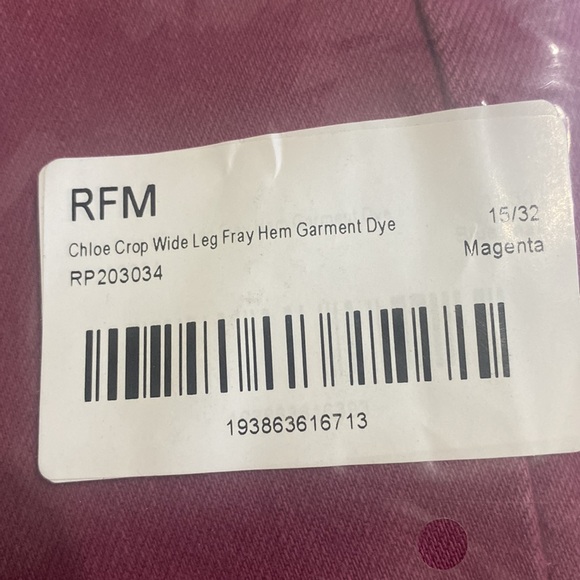 RFM
Chloe Crop Wide Leg Fray Hem Garment Dye 15/32
RP203034 Magenta
193863616713